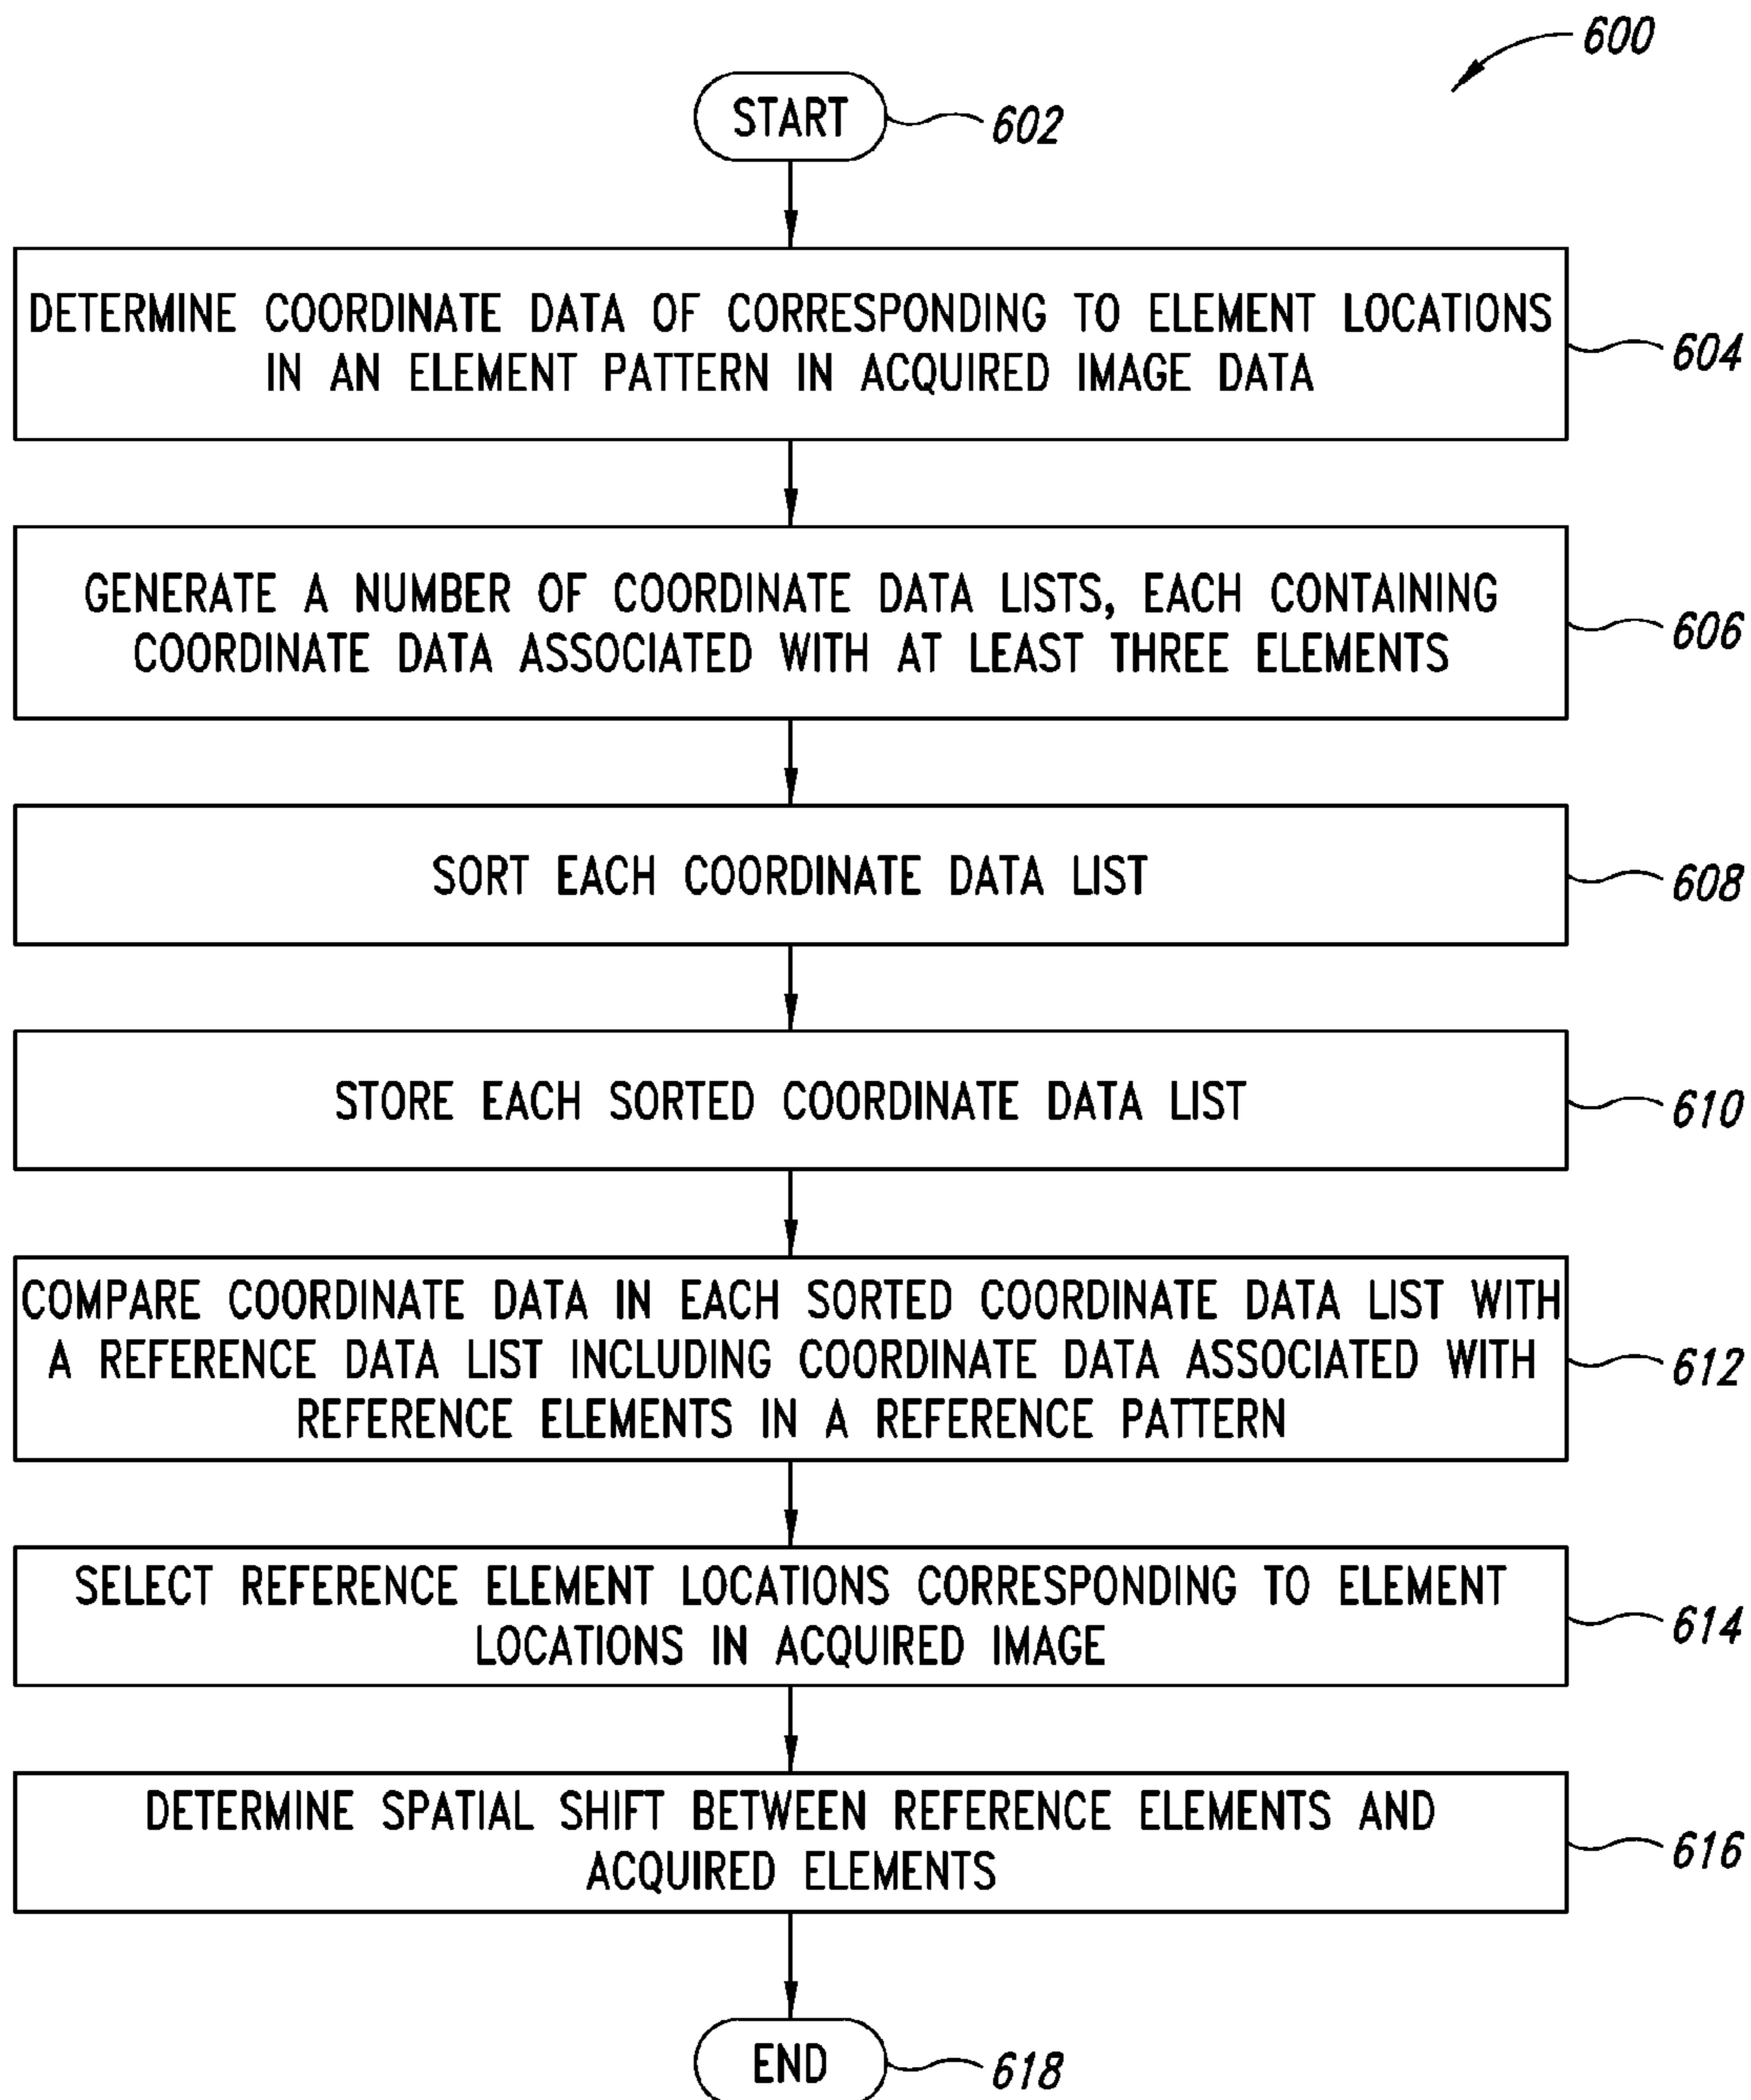 600
START
602
DETERMINE COORDINATE DATA OF CORRESPONDING TO ELEMENT LOCATIONS
IN AN ELEMENT PATTERN IN ACQUIRED IMAGE DATA
604
GENERATE A NUMBER OF COORDINATE DATA LISTS, EACH CONTAINING
COORDINATE DATA ASSOCIATED WITH AT LEAST THREE ELEMENTS
606
SORT EACH COORDINATE DATA LIST
608
STORE EACH SORTED COORDINATE DATA LIST
610
COMPARE COORDINATE DATA IN EACH SORTED COORDINATE DATA LIST WITH
A REFERENCE DATA LIST INCLUDING COORDINATE DATA ASSOCIATED WITH
REFERENCE ELEMENTS IN A REFERENCE PATTERN
612
SELECT REFERENCE ELEMENT LOCATIONS CORRESPONDING TO ELEMENT
LOCATIONS IN ACQUIRED IMAGE
614
DETERMINE SPATIAL SHIFT BETWEEN REFERENCE ELEMENTS AND
ACQUIRED ELEMENTS
616
END
618